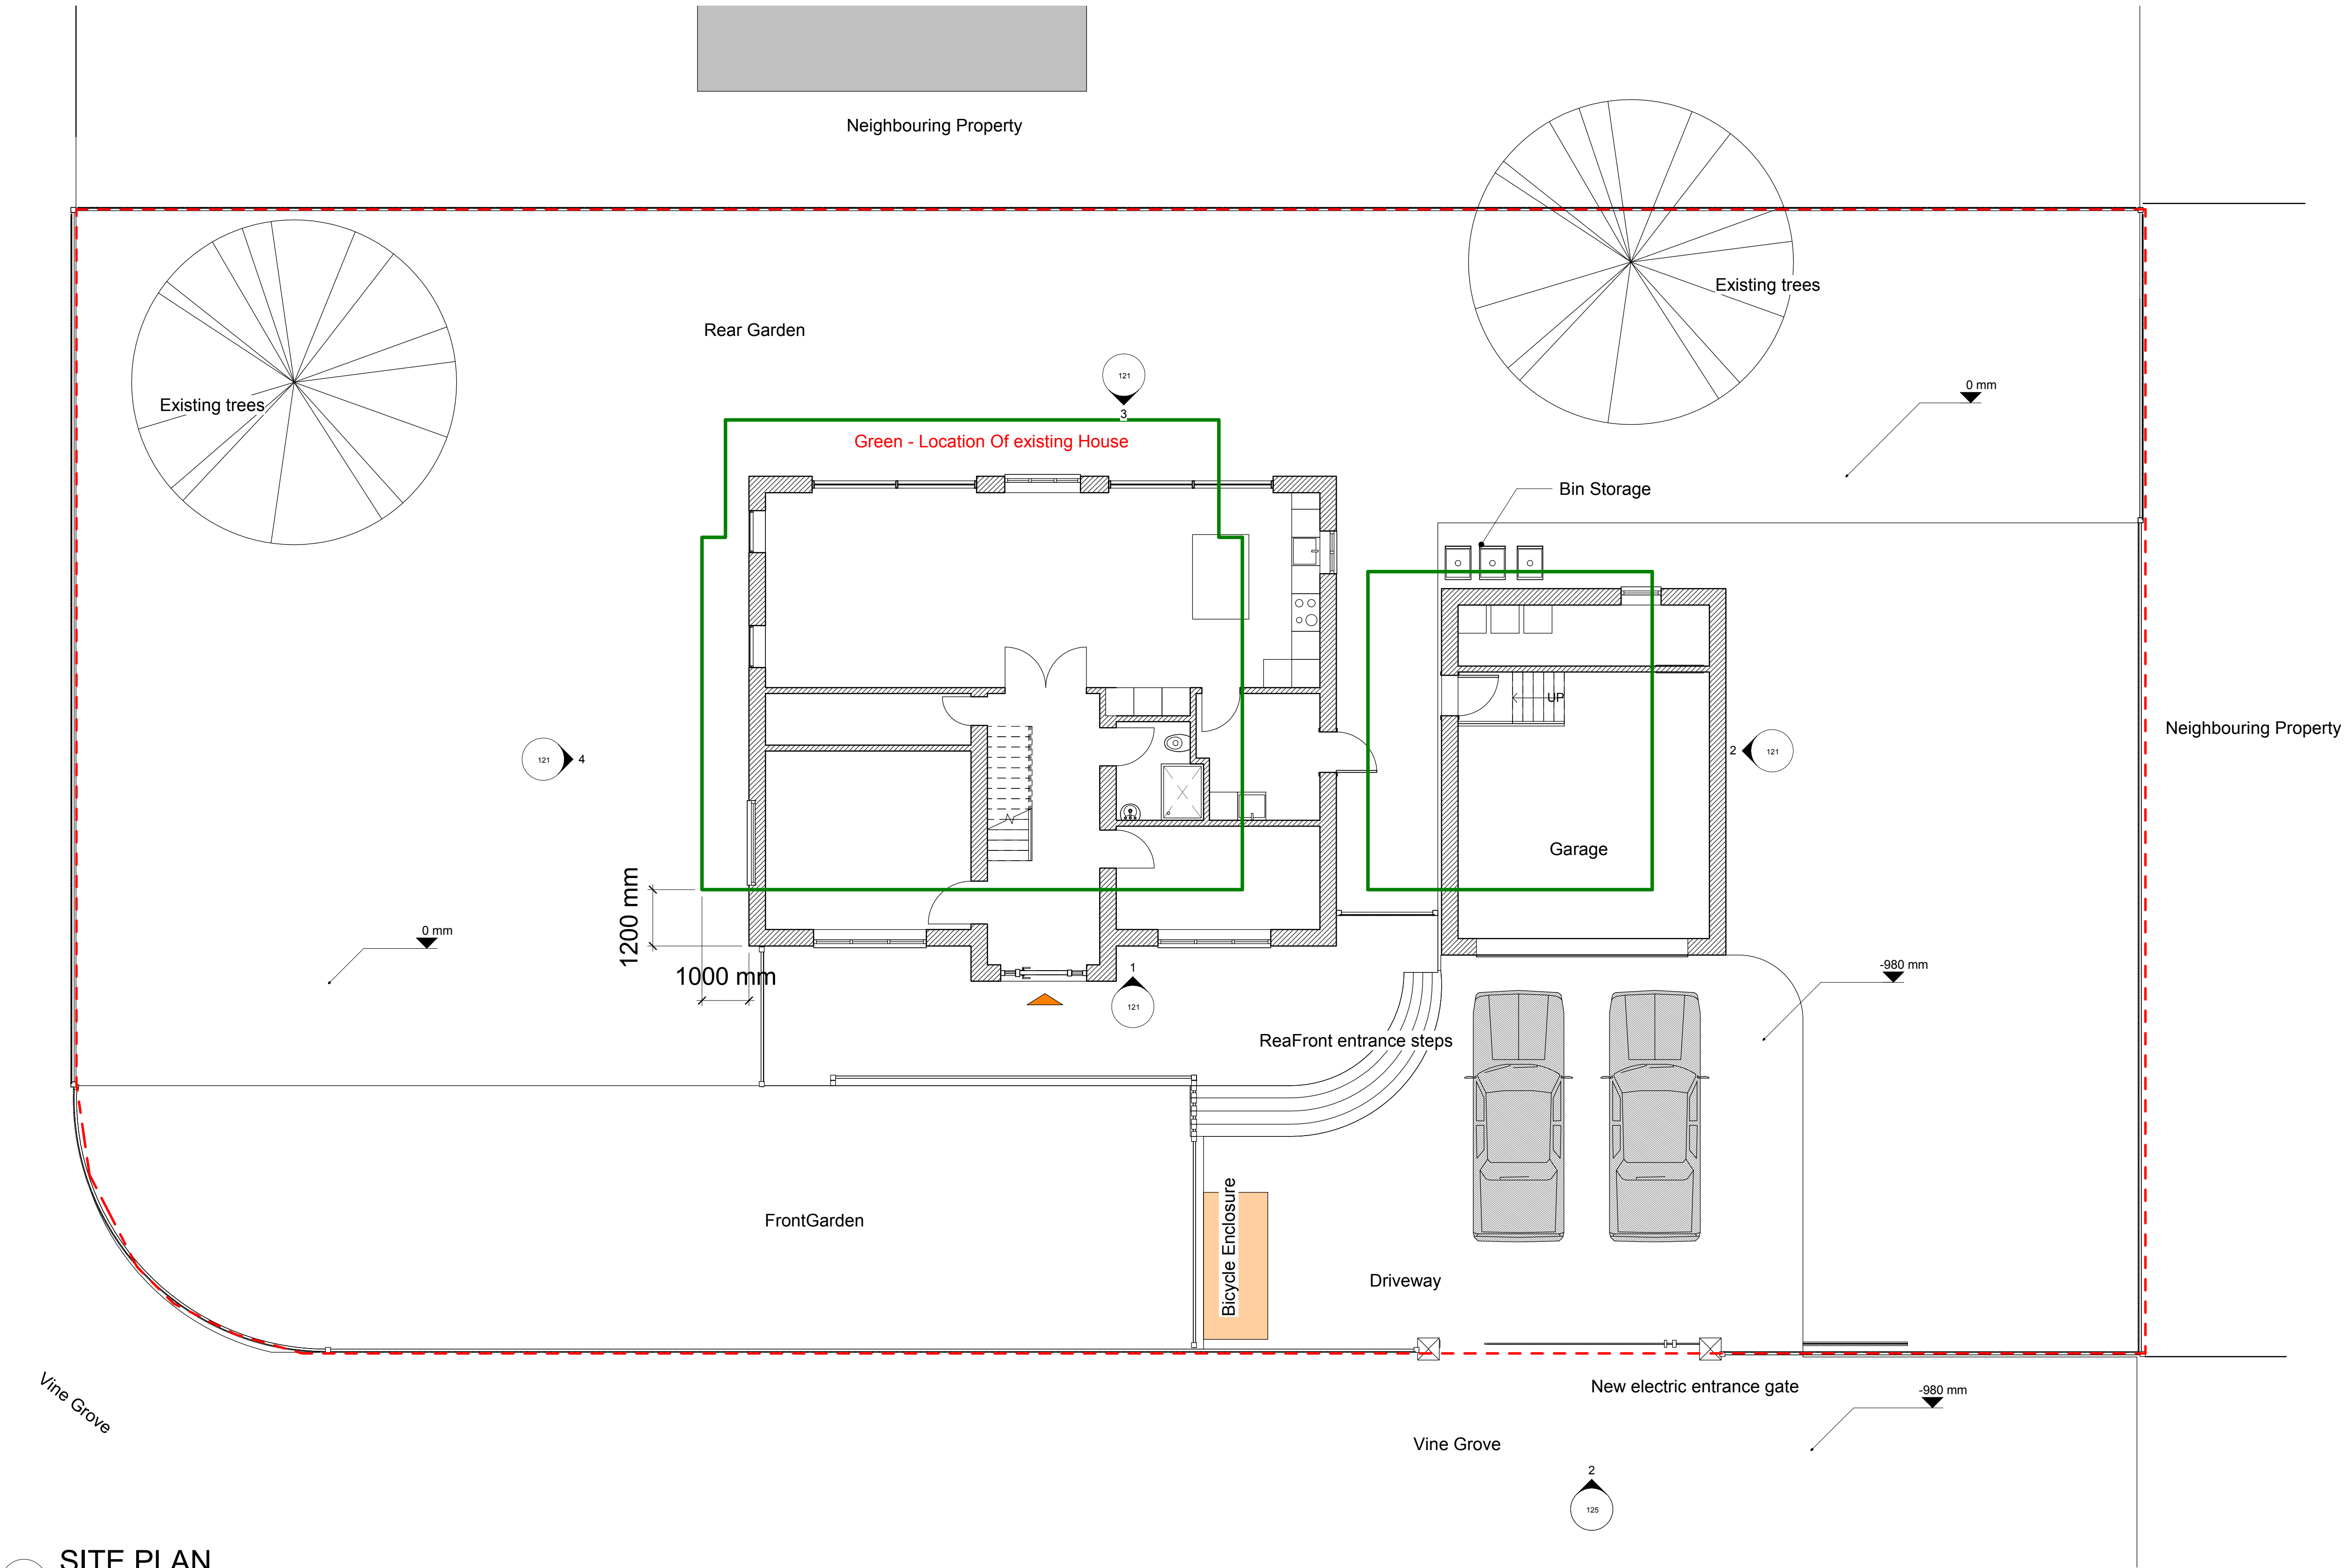 Neighbouring Property
Existing trees
Rear Garden
Existing trees
0 mm
121
3
Green - Location Of existing House
Bin Storage
UP
Neighbouring Property
121
4
2
121
Garage
1200 mm
0 mm
1000 mm
1
121
-980 mm
ReaFront entrance steps
Bicycle Enclosure
FrontGarden
Driveway
Vine Grove
New electric entrance gate
-980 mm
Vine Grove
2
125
SITE PLAN